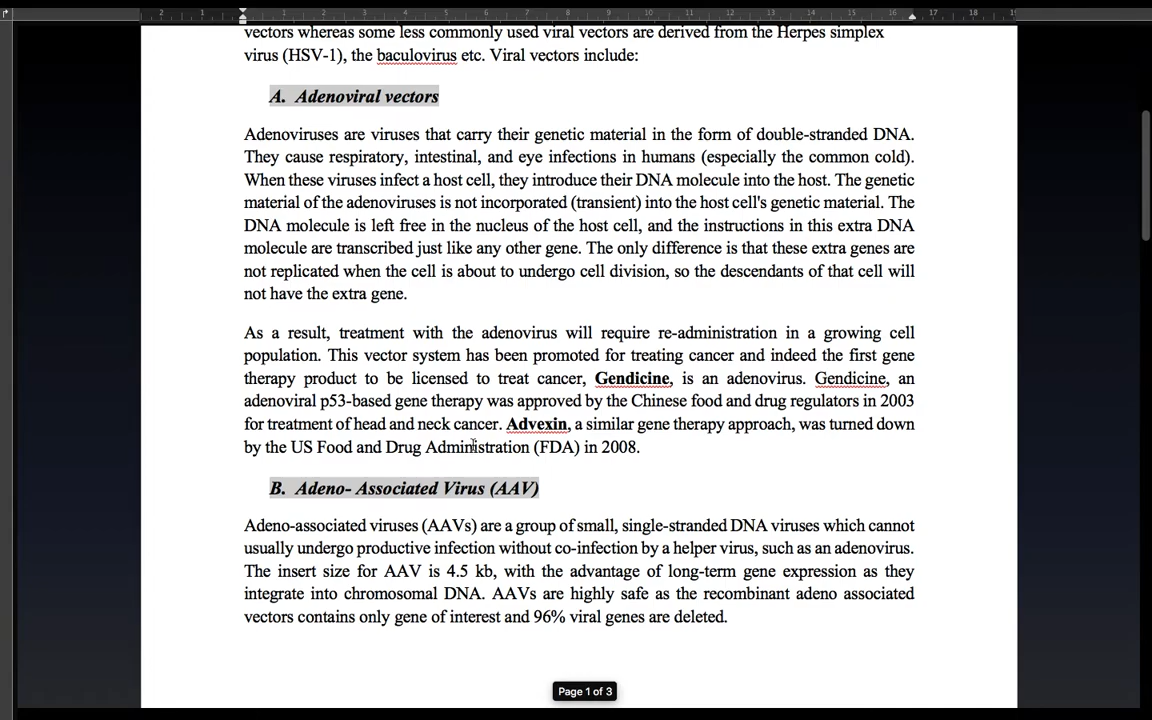 vectors whereas some less commonly used viral vectors are derived from the Herpes simplex
virus (HSV-1), the baculovirus etc. Viral vectors include:
A. Adenoviral vectors
Adenoviruses are viruses that carry their genetic material in the form of double-stranded DNA.
They cause respiratory, intestinal, and eye infections in humans (especially the common cold).
When these viruses infect a host cell, they introduce their DNA molecule into the host. The genetic
material of the adenoviruses is not incorporated (transient) into the host cell's genetic material. The
DNA molecule is left free in the nucleus of the host cell, and the instructions in this extra DNA
molecule are transcribed just like any other gene. The only difference is that these extra genes are
not replicated when the cell is about to undergo cell division, so the descendants of that cell will
not have the extra gene.
As a result, treatment with the adenovirus will require re-administration in a growing cell
population. This vector system has been promoted for treating cancer and indeed the first gene
therapy product to be licensed to treat cancer, Gendicine, is an adenovirus. Gendicine, an
adenoviral p53-based gene therapy was approved by the Chinese food and drug regulators in 2003
for treatment of head and neck cancer. Advexin, a similar gene therapy approach, was turned down
by the US Food and Drug Administration (FDA) in 2008.
B. Adeno- Associated Virus (AAV)
Adeno-associated viruses (AAVs) are a group of small, single-stranded DNA viruses which cannot
usually undergo productive infection without co-infection by a helper virus, such as an adenovirus.
The insert size for AAV is 4.5 kb, with the advantage of long-term gene expression as they
integrate into chromosomal DNA. AAVs are highly safe as the recombinant adeno associated
vectors contains only gene of interest and 96% viral genes are deleted.
Page 1 of 3